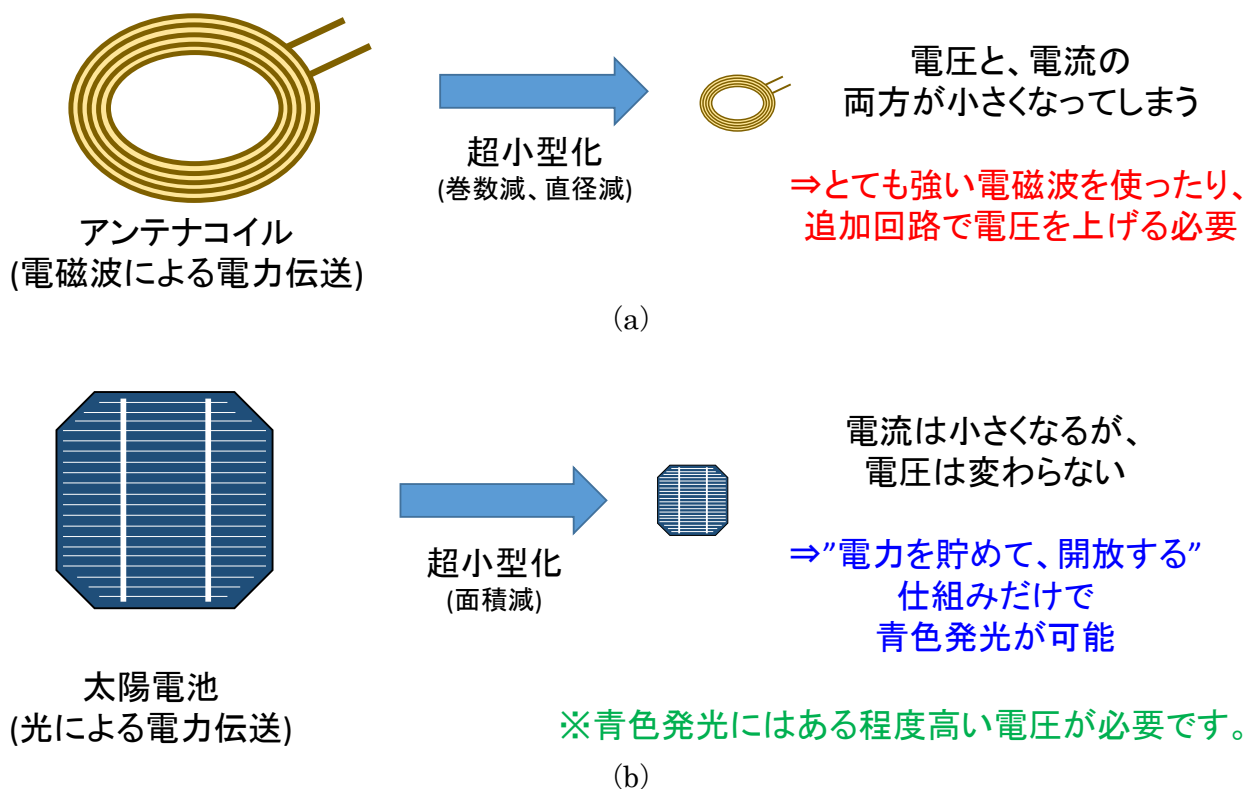 電圧と、電流の
両方が小さくなってしまう
超小型化
(巻数減、直径減)
⇒とても強い電磁波を使ったり、
追加回路で電圧を上げる必要
アンテナコイル
(電磁波による電力伝送)
(a)
電流は小さくなるが、
電圧は変わらない
超小型化
(面積減)
⇒”電力を貯めて、開放する”
仕組みだけで
青色発光が可能
太陽電池
(光による電力伝送)
※青色発光にはある程度高い電圧が必要です。
(b)